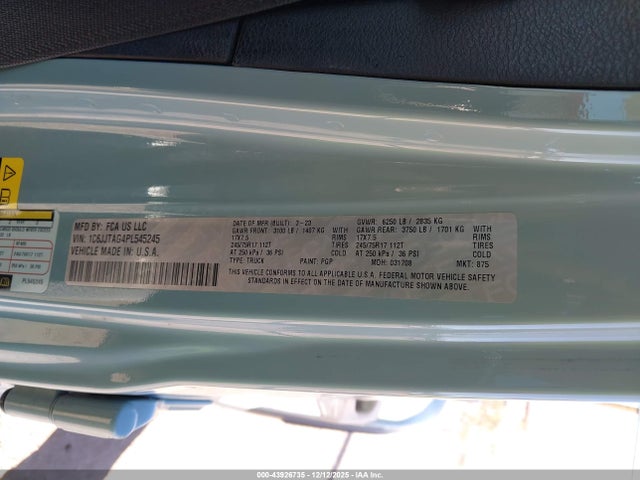 MFD. BY: FCA US LLC
VIN: 1C6JJTAG4PL545245
VEHICLE MADE IN U.S.A.
DATE OF MFR (BUILT): 3-23 GVWR: 6250 LB / 2835 KG
GAWR FRONT: 3100 LB / 1407 KG WITH GAWR REAR: 3750 LB / 1701 KG WITH
17X7.5 RIMS 17X7.5 RIMS
245/75R17 112T TIRES 245/75R17 112T TIRES
AT 250 kPa / 36 PSI COLD AT 250 kPa / 36 PSI COLD
TYPE: TRUCK PAINT: PGP MDH: 031708 MKT: 875
THIS VEHICLE CONFORMS TO ALL APPLICABLE U.S.A. FEDERAL MOTOR VEHICLE SAFETY
STANDARDS IN EFFECT ON THE DATE OF MANUFACTURE SHOWN ABOVE.
PL545245
000-43926735 - 12/12/2025 - IAAI.COM